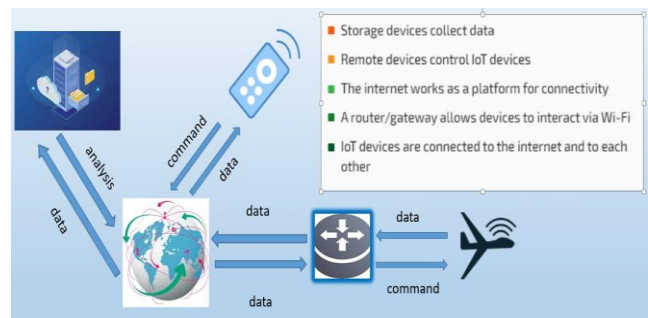 Storage devices collect data
Remote devices control IoT devices
The internet works as a platform for connectivity
A router/gateway allows devices to interact via Wi-Fi
IoT devices are connected to the internet and to each
other
command
data
analysis
data
data
data
data
command